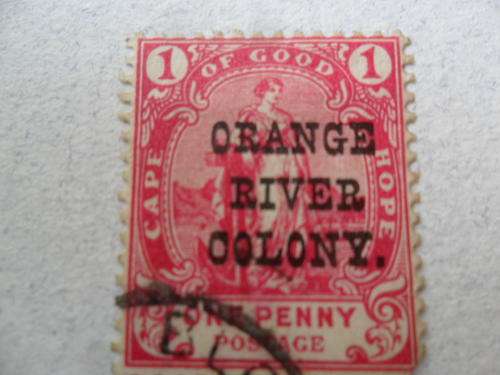 1 OF GOOD 1
CAPE
HOPE
ORANGE
RIVER
COLONY.
ONE PENNY
POSTAGE